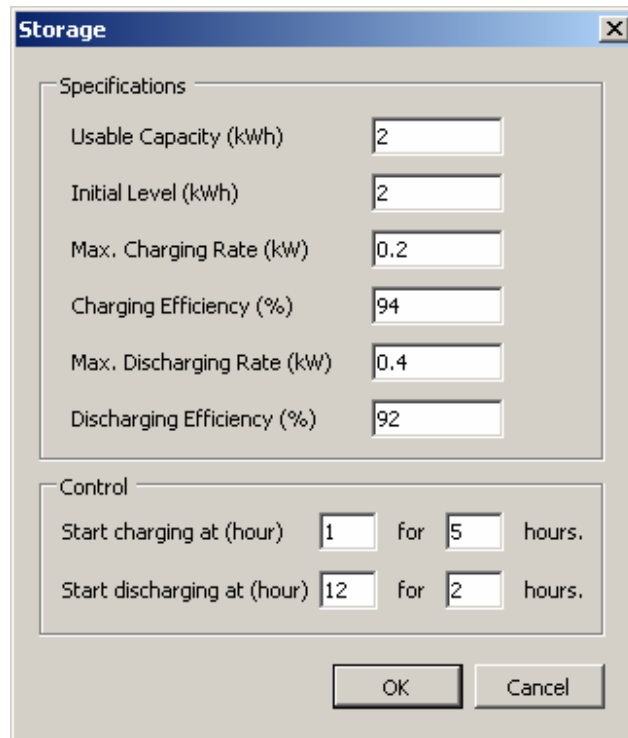 Storage
Specifications
Usable Capacity (kWh) 2
Initial Level (kWh) 2
Max. Charging Rate (kW) 0.2
Charging Efficiency (%) 94
Max. Discharging Rate (kW) 0.4
Discharging Efficiency (%) 92
Control
Start charging at (hour) 1 for 5 hours.
Start discharging at (hour) 12 for 2 hours.
OK Cancel